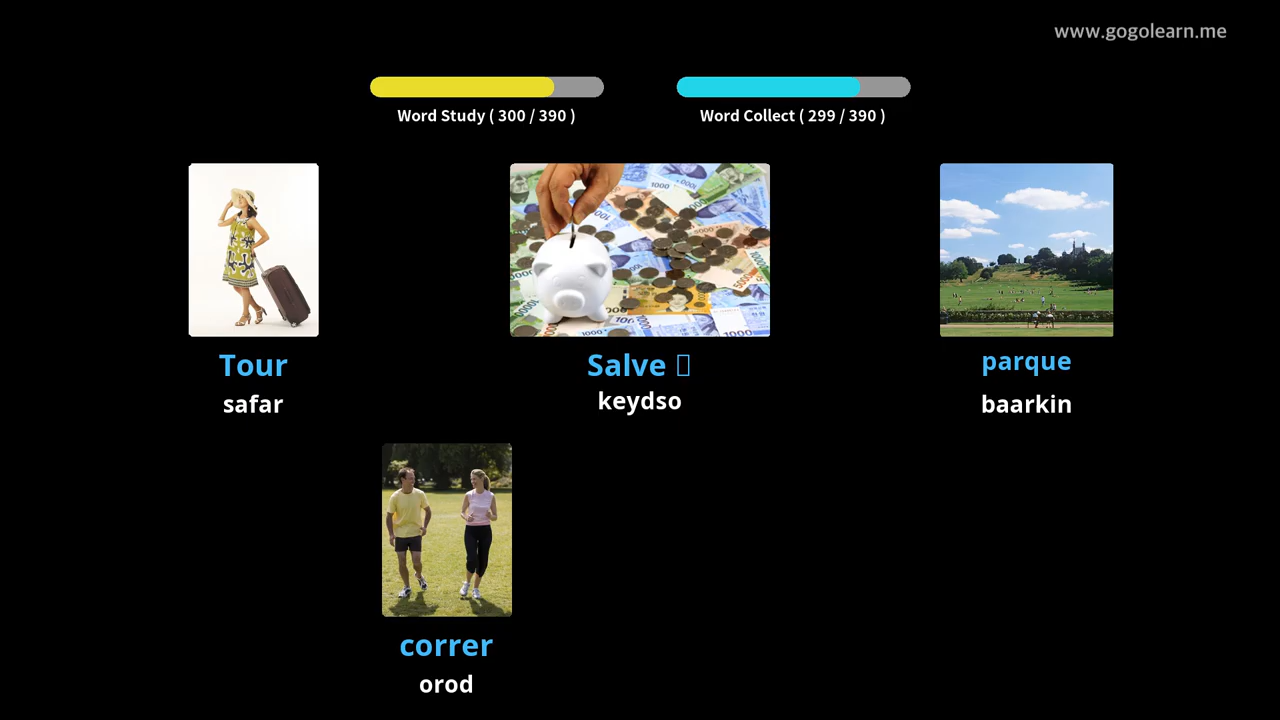 www.gogolearn.me
Word Study ( 300 / 390 )
Word Collect ( 299 / 390 )
Tour
safar
Salve
keydso
parque
baarkin
correr
orod